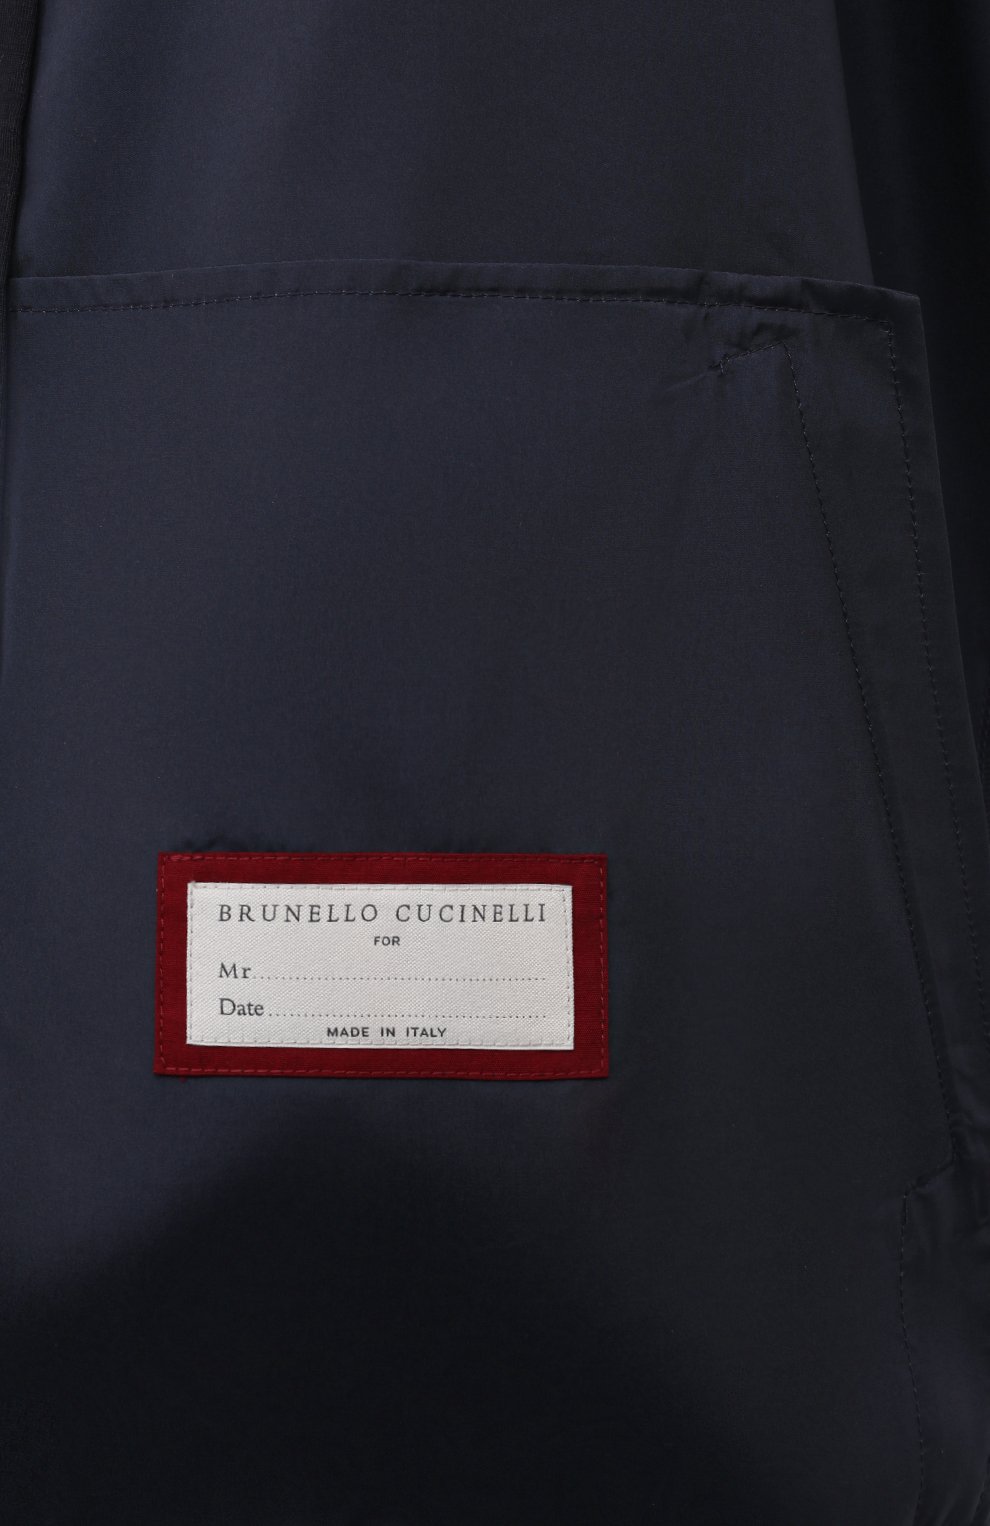 BRUNELLO CUCINELLI
FOR
Mr..............................................
Date..............................................
MADE IN ITALY